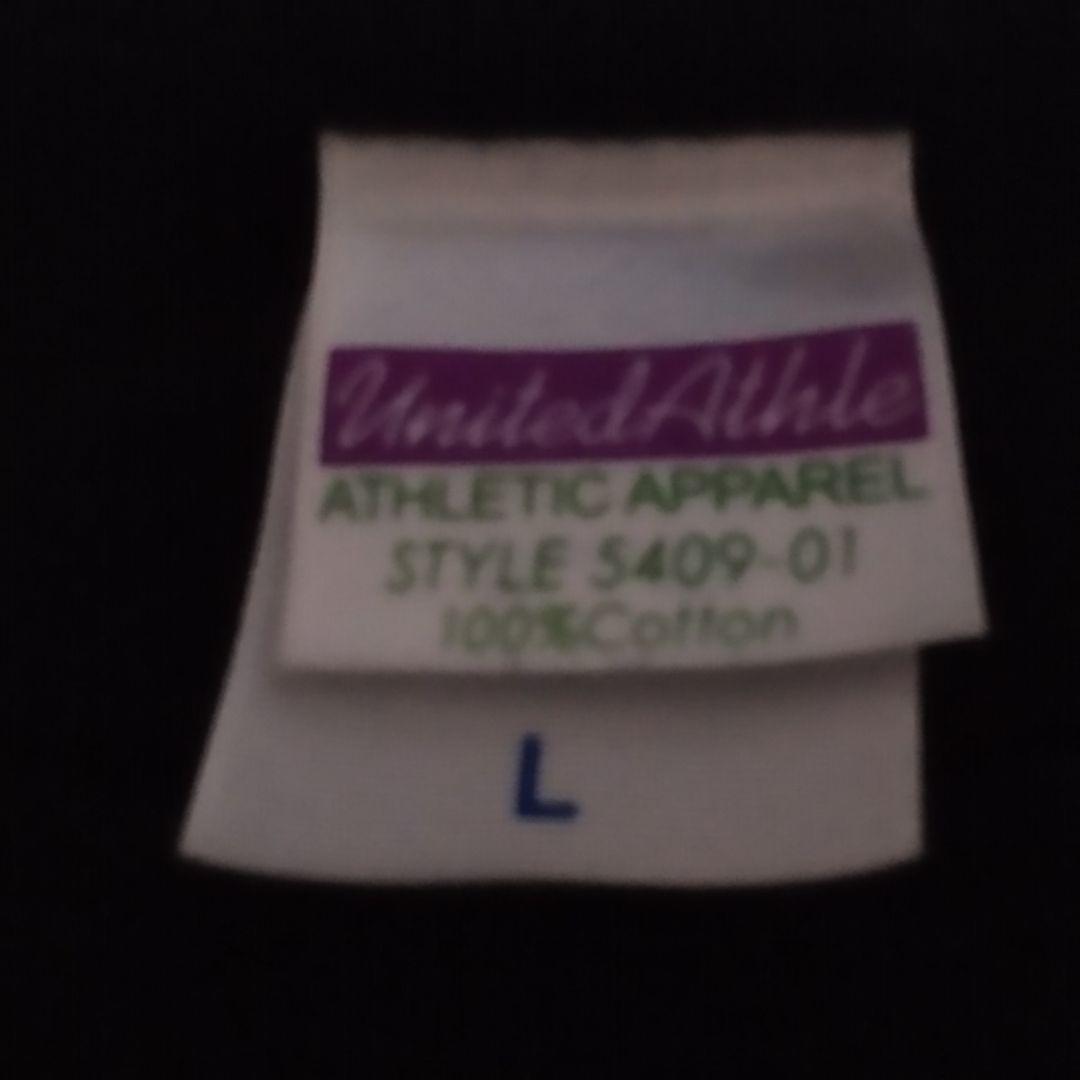 UnitedAthle
ATHLETIC APPAREL
STYLE 5409-01
100%Cotton
L